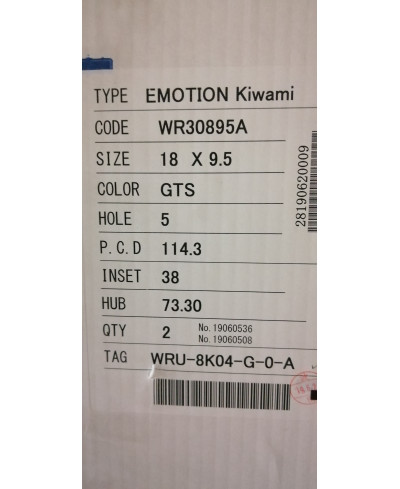 TYPE EMOTION Kiwami
CODE WR30895A
SIZE 18 X 9.5
COLOR GTS
HOLE 5
P.C.D 114.3
INSET 38
HUB 73.30
QTY 2 No. 19060536
No. 19060508
TAG WRU-8K04-G-0-A
28190620009